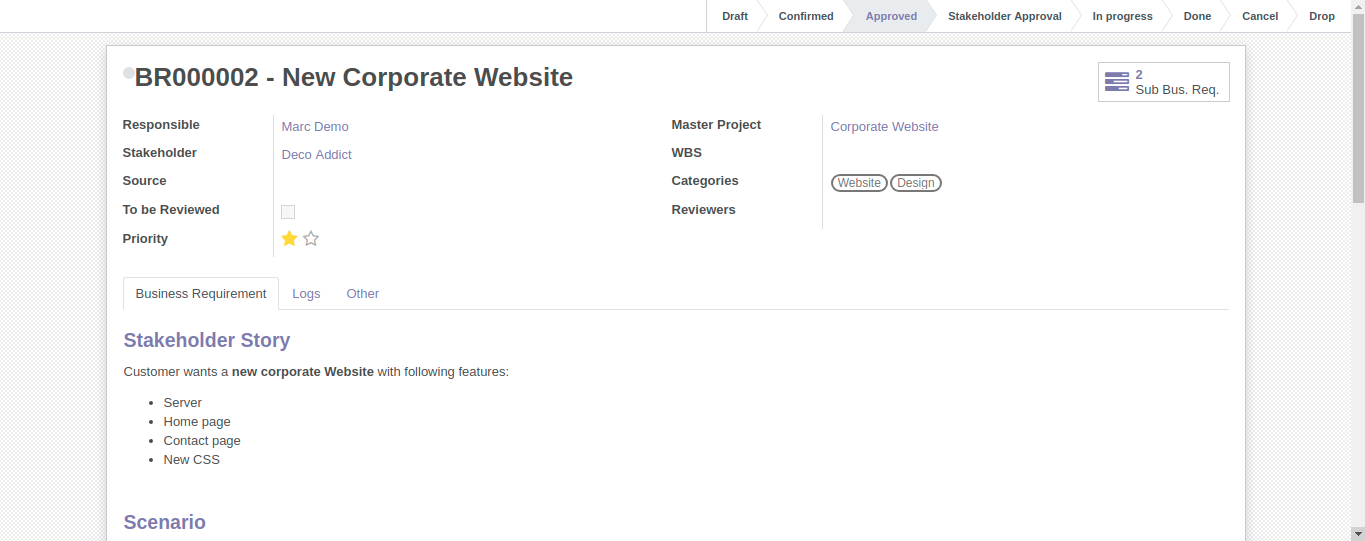 Draft Confirmed Approved Stakeholder Approval In progress Done Cancel Drop
BR000002 - New Corporate Website
2
Sub Bus. Req.
Responsible Marc Demo
Stakeholder Deco Addict
Source
To be Reviewed
Priority
Master Project Corporate Website
WBS
Categories Website Design
Reviewers
Business Requirement Logs Other
Stakeholder Story
Customer wants a new corporate Website with following features:
Server
Home page
Contact page
New CSS
Scenario